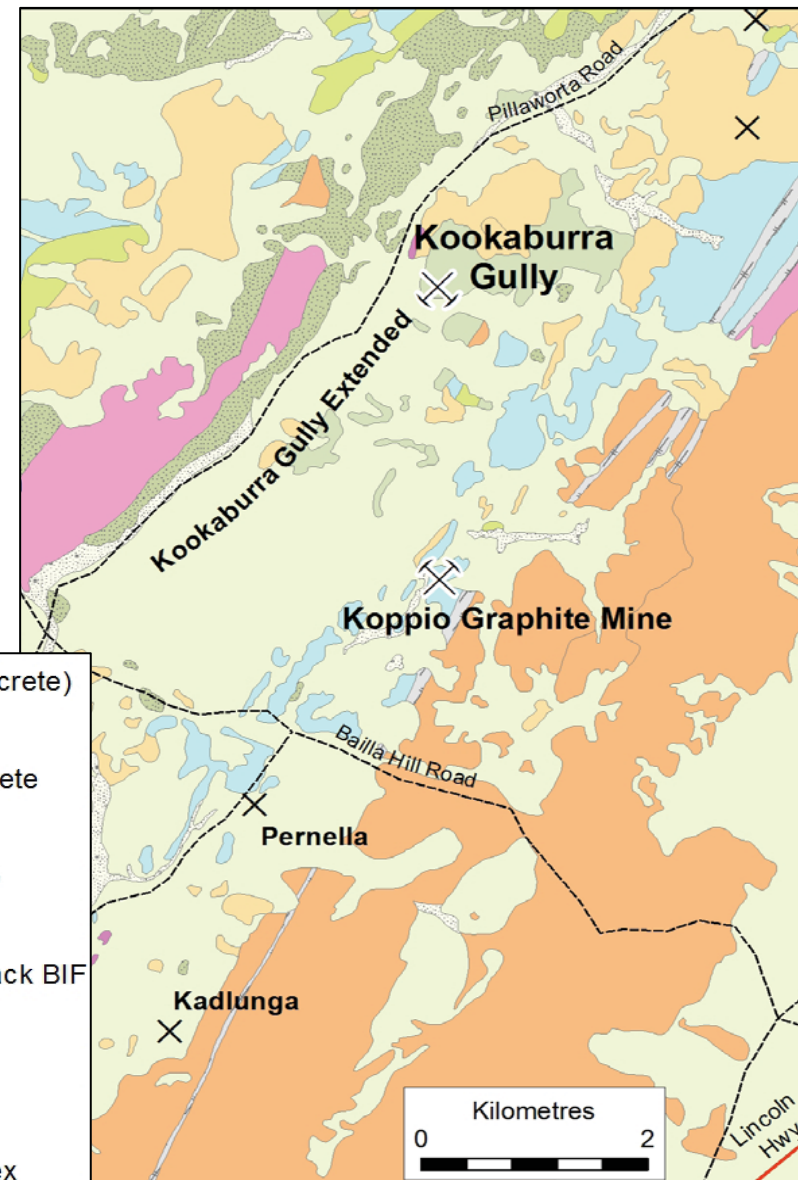 Pillaworta Road
Kookaburra
Gully
Kookaburra Gully Extended
Koppio Graphite Mine
crete)
ete
Bailla Hill Road
Pernella
ck BIF
Kadlunga
Kilometres
0 2
Lincoln
Hwy
ex